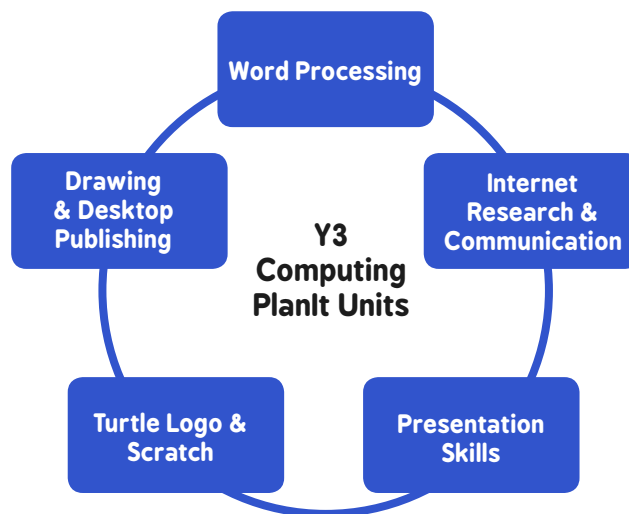 Word Processing
Internet
Research &
Communication
Presentation
Skills
Turtle Logo &
Scratch
Drawing
& Desktop
Publishing
Y3
Computing
PlanIt Units